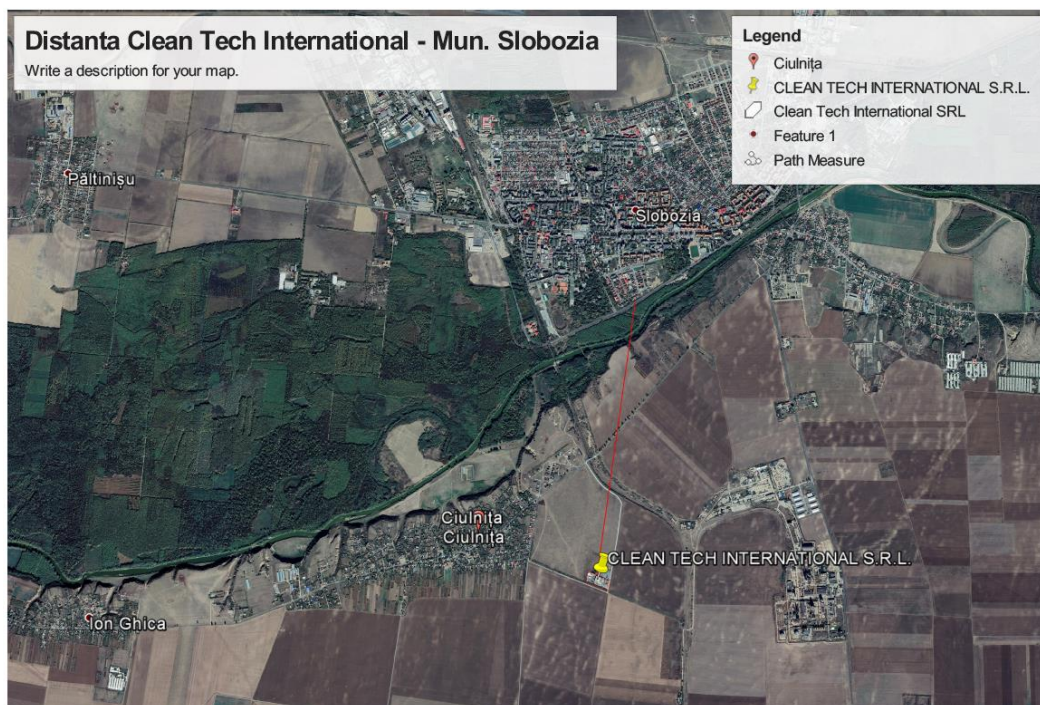 Distanta Clean Tech International - Mun. Slobozia
Write a description for your map.
Legend
Ciulnița
CLEAN TECH INTERNATIONAL S.R.L.
Clean Tech International SRL
Feature 1
Path Measure
Păltinișu
Slobozia
Ciulnița
Ciulnița
CLEAN TECH INTERNATIONAL S.R.L.
Ion Ghica